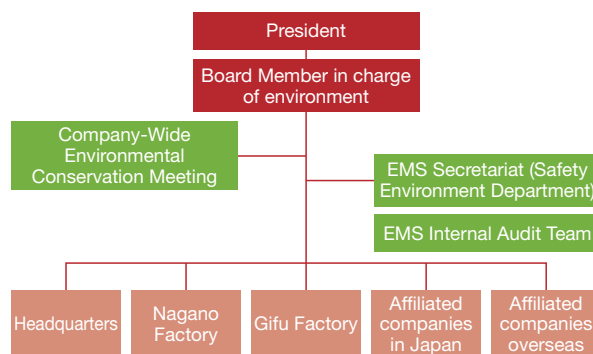 President
Board Member in charge
of environment
Company-Wide
Environmental
Conservation Meeting
EMS Secretariat (Safety
Environment Department)
EMS Internal Audit Team
Headquarters
Nagano
Factory
Gifu Factory
Affiliated
companies
in Japan
Affiliated
companies
overseas